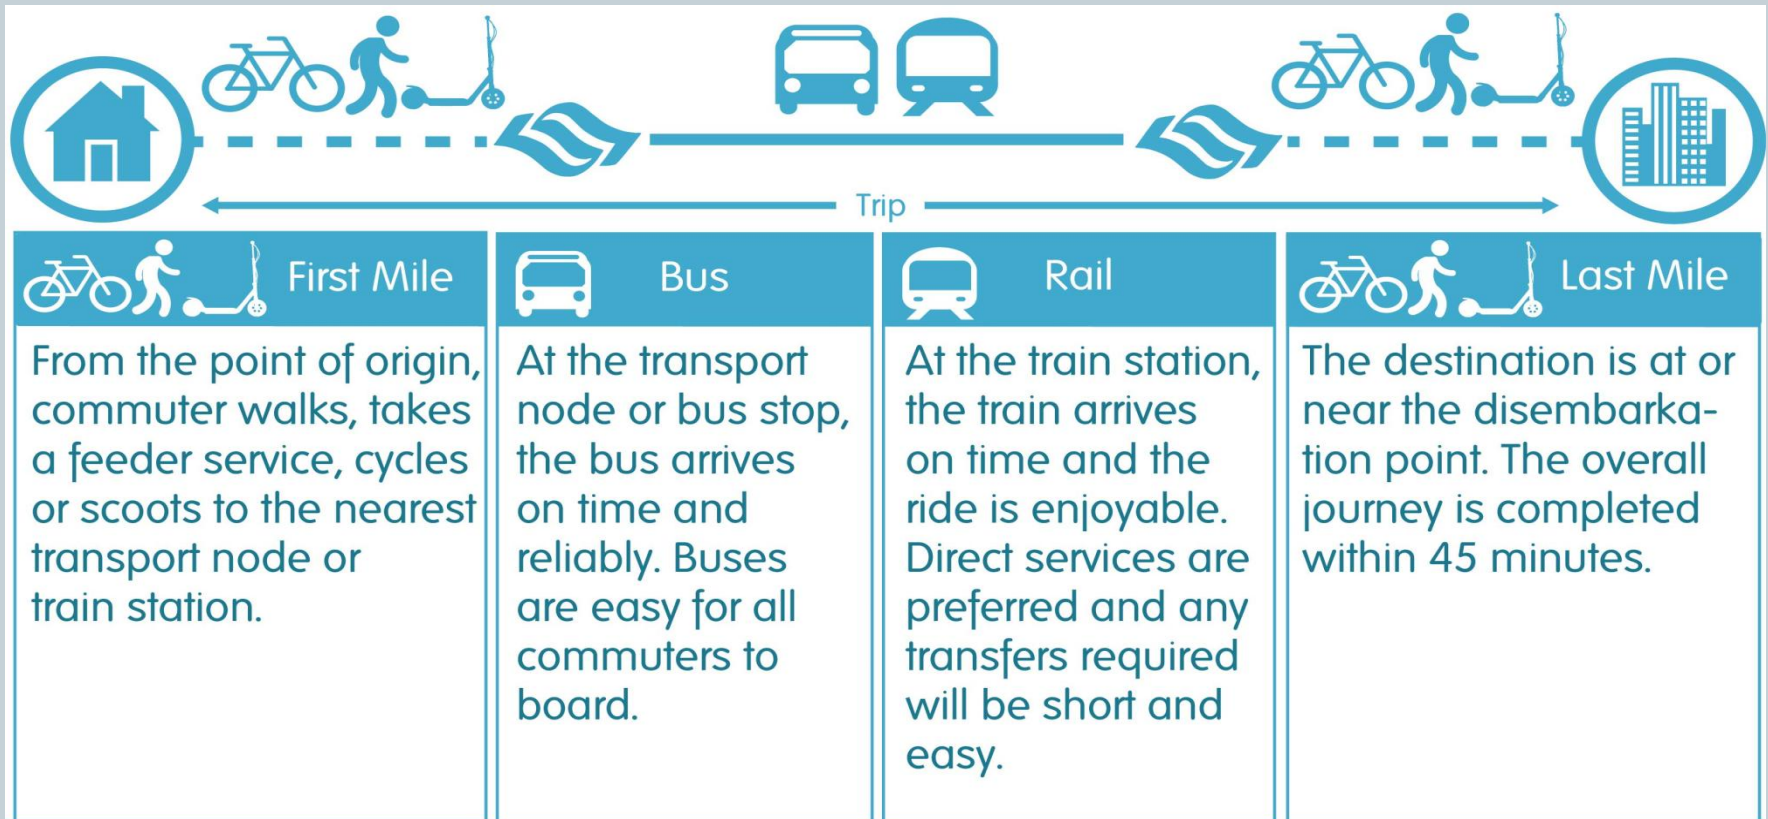 Trip
First Mile
From the point of origin,
commuter walks, takes
a feeder service, cycles
or scoots to the nearest
transport node or
train station.
Bus
At the transport
node or bus stop,
the bus arrives
on time and
reliably. Buses
are easy for all
commuters to
board.
Rail
At the train station,
the train arrives
on time and the
ride is enjoyable.
Direct services are
preferred and any
transfers required
will be short and
easy.
Last Mile
The destination is at or
near the disembarka-
tion point. The overall
journey is completed
within 45 minutes.